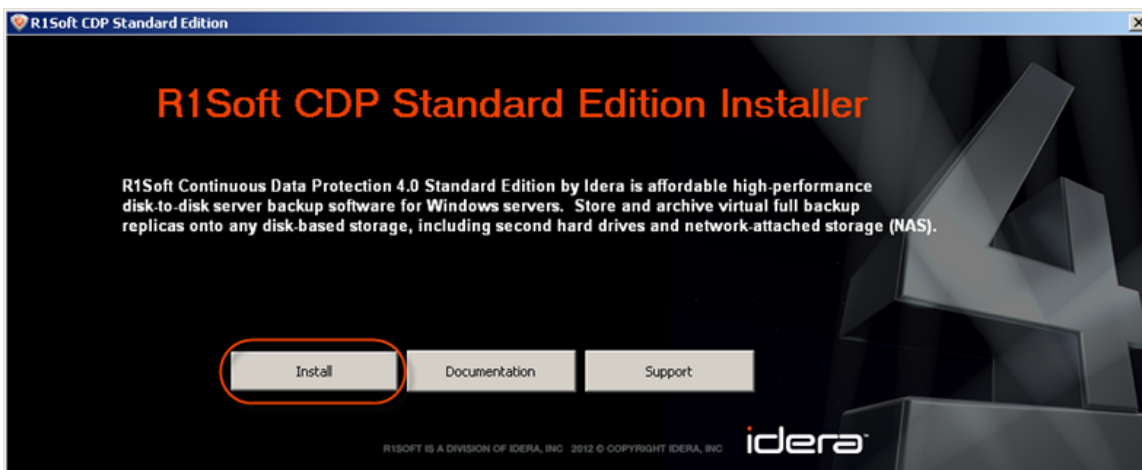 R1Soft CDP Standard Edition
R1Soft CDP Standard Edition Installer
R1Soft Continuous Data Protection 4.0 Standard Edition by Idera is affordable high-performance
disk-to-disk server backup software for Windows servers. Store and archive virtual full backup
replicas onto any disk-based storage, including second hard drives and network-attached storage (NAS).
4
Install
Documentation
Support
R1SOFT IS A DIVISION OF IDERA, INC 2012 © COPYRIGHT IDERA, INC
idera